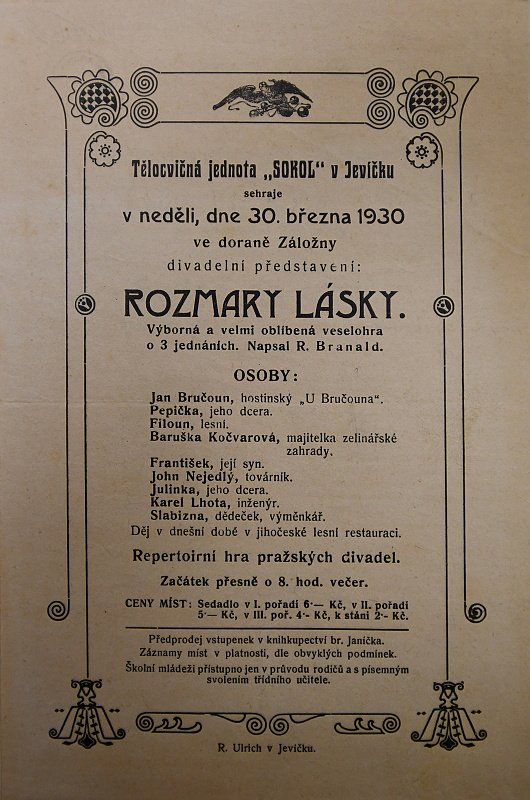 Tělocvičná jednota „SOKOL“ v Jevíčku
sehraje
v neděli, dne 30. března 1930
ve doraně Záložny
divadelní představení:
ROZMARY LÁSKY.
Výborná a velmi oblíbená veselohra
o 3 jednáních. Napsal R. Branald.
OSOBY:
Jan Bručoun, hostinský „U Bručouna“.
Pepička, jeho dcera.
Filoun, lesní.
Baruška Kočvarová, majitelka zelinářské
zahrady.
František, její syn.
John Nejedlý, továrník.
Julinka, jeho dcera.
Karel Lhota, inženýr.
Slabizna, dědeček, výměnkář.
Děj v dnešní době v jihočeské lesní restauraci.
Repertoirní hra pražských divadel.
Začátek přesně o 8. hod. večer.
CENY MÍST: Sedadlo v I. pořadí 6·— Kč, v II. pořadí
5·— Kč, v III. poř. 4·- Kč, k stání 2·- Kč.
Předprodej vstupenek v knihkupectví br. Janíčka.
Záznamy míst v platnosti, dle obvyklých podmínek.
Školní mládeži přístupno jen v průvodu rodičů a s písemným
svolením třídního učitele.
R. Ulrich v Jevíčku.